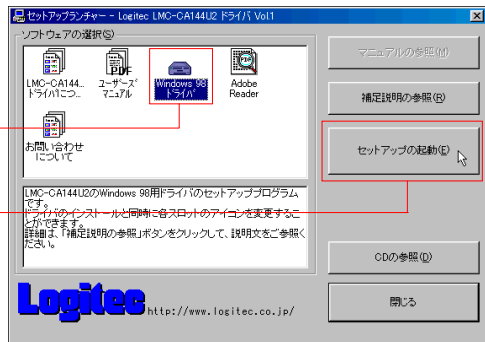 セットアップランチャー - Logitec LMC-CA144U2 ドライバ Vol1
ソフトウェアの選択(S)
LMC-CA144...
ドライバにつ...
ユーザーズ
マニュアル
Windows 98
ドライバ
Adobe
Reader
お問い合わせ
について
LMC-CA144U2のWindows 98用ドライバのセットアッププログラム
です。
ドライバのインストールと同時に各スロットのアイコンを変更するこ
とができます。
詳細は、「補足説明の参照」ボタンをクリックして、説明文をご参照く
ださい。
マニュアルの参照(M)
補足説明の参照(R)
セットアップの起動(E)
CDの参照(D)
閉じる
Logitec
http://www.logitec.co.jp/